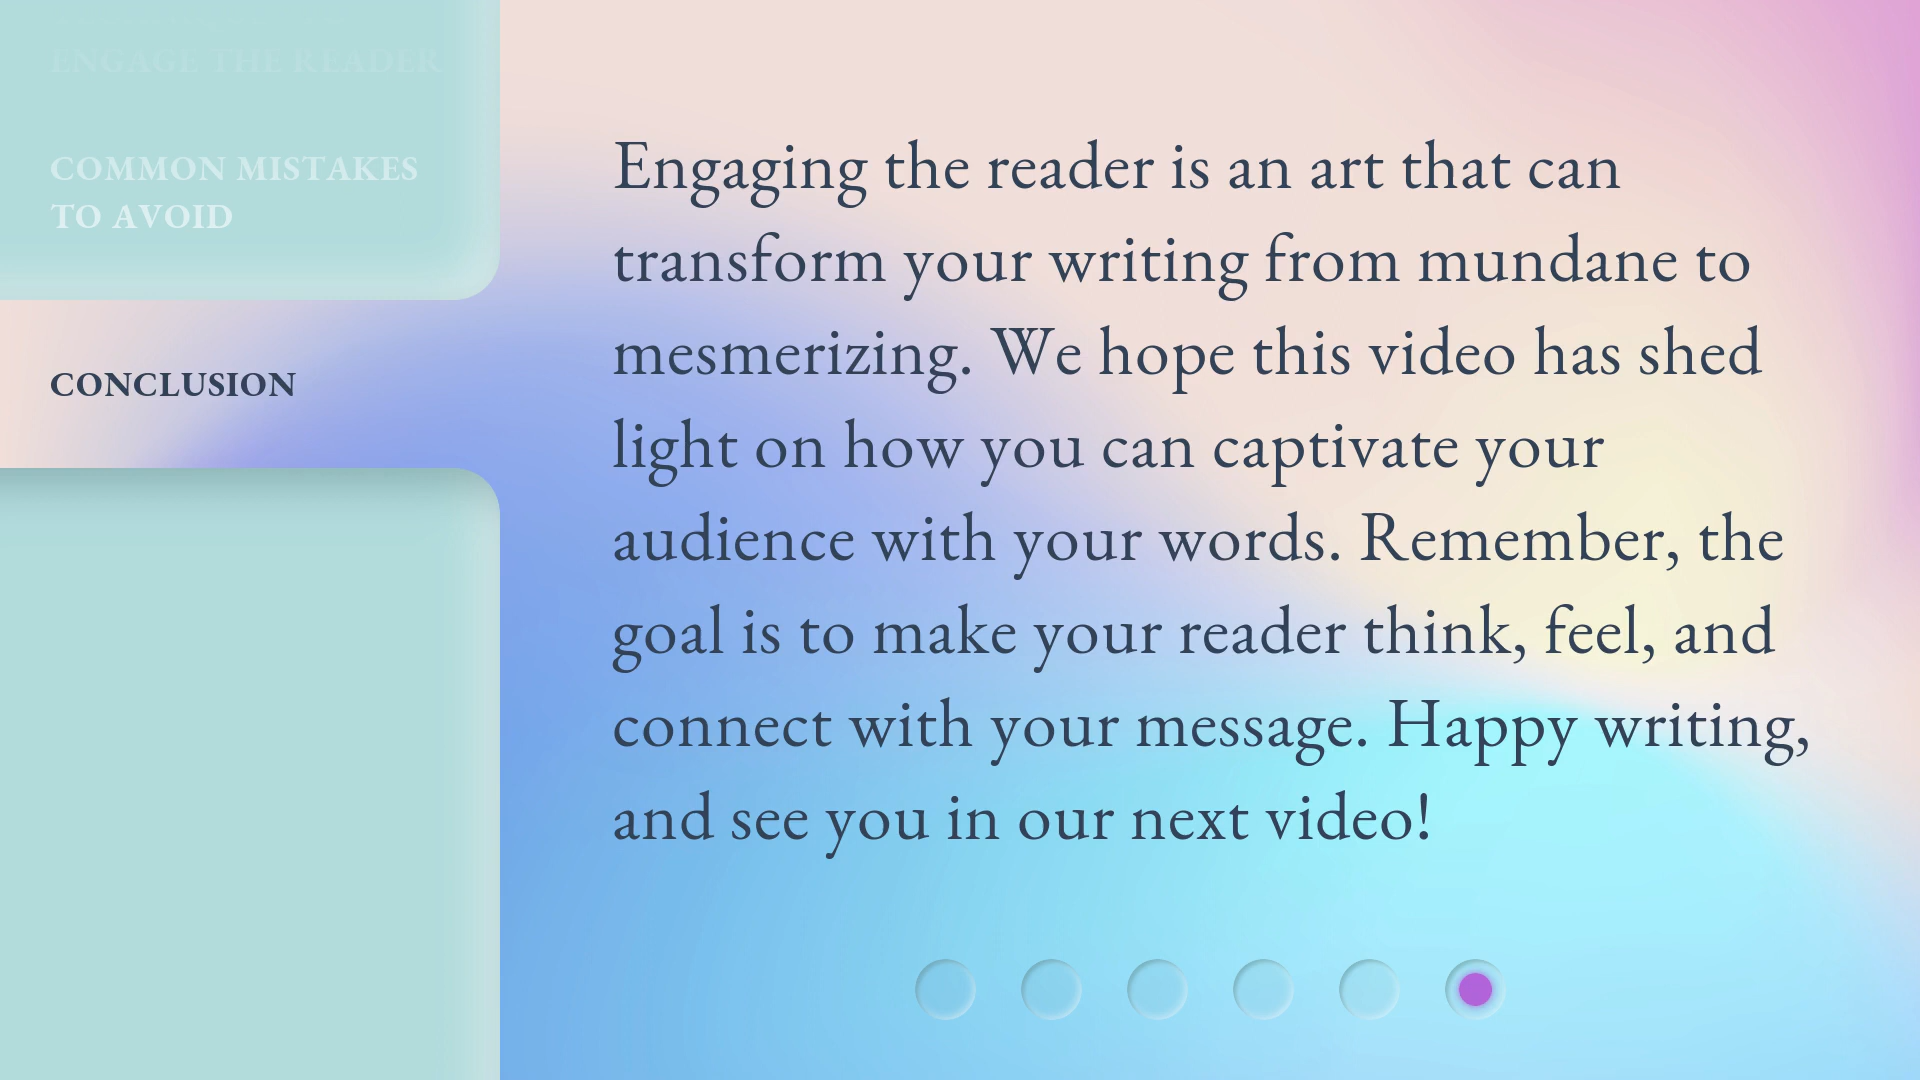 ENGAGE THE READER
COMMON MISTAKES
TO AVOID
CONCLUSION
Engaging the reader is an art that can
transform your writing from mundane to
mesmerizing. We hope this video has shed
light on how you can captivate your
audience with your words. Remember, the
goal is to make your reader think, feel, and
connect with your message. Happy writing,
and see you in our next video!